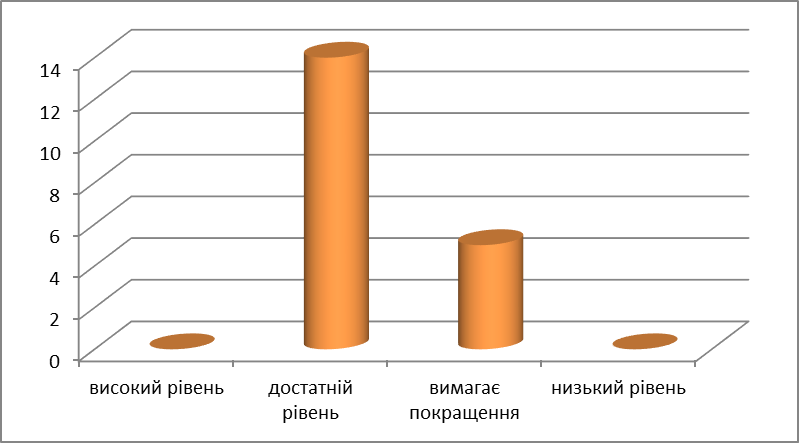 14
12
10
8
6
4
2
0
високий рівень
достатній
рівень
вимагає
покращення
низький рівень